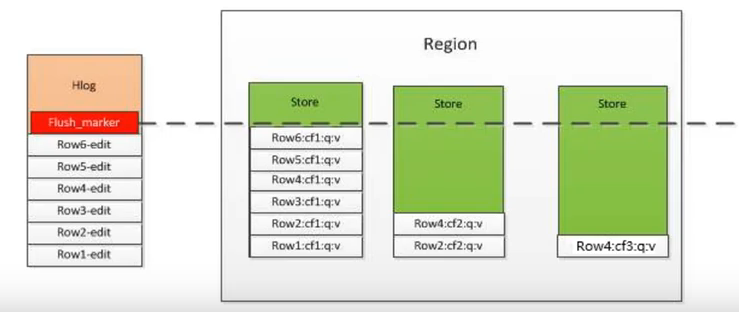 Region
Hlog
Flush_marker
Row6-edit
Row5-edit
Row4-edit
Row3-edit
Row2-edit
Row1-edit
Store
Row6:cf1:q:v
Row5:cf1:q:v
Row4:cf1:q:v
Row3:cf1:q:v
Row2:cf1:q:v
Row1:cf1:q:v
Store
Row4:cf2:q:v
Row2:cf2:q:v
Store
Row4:cf3:q:v